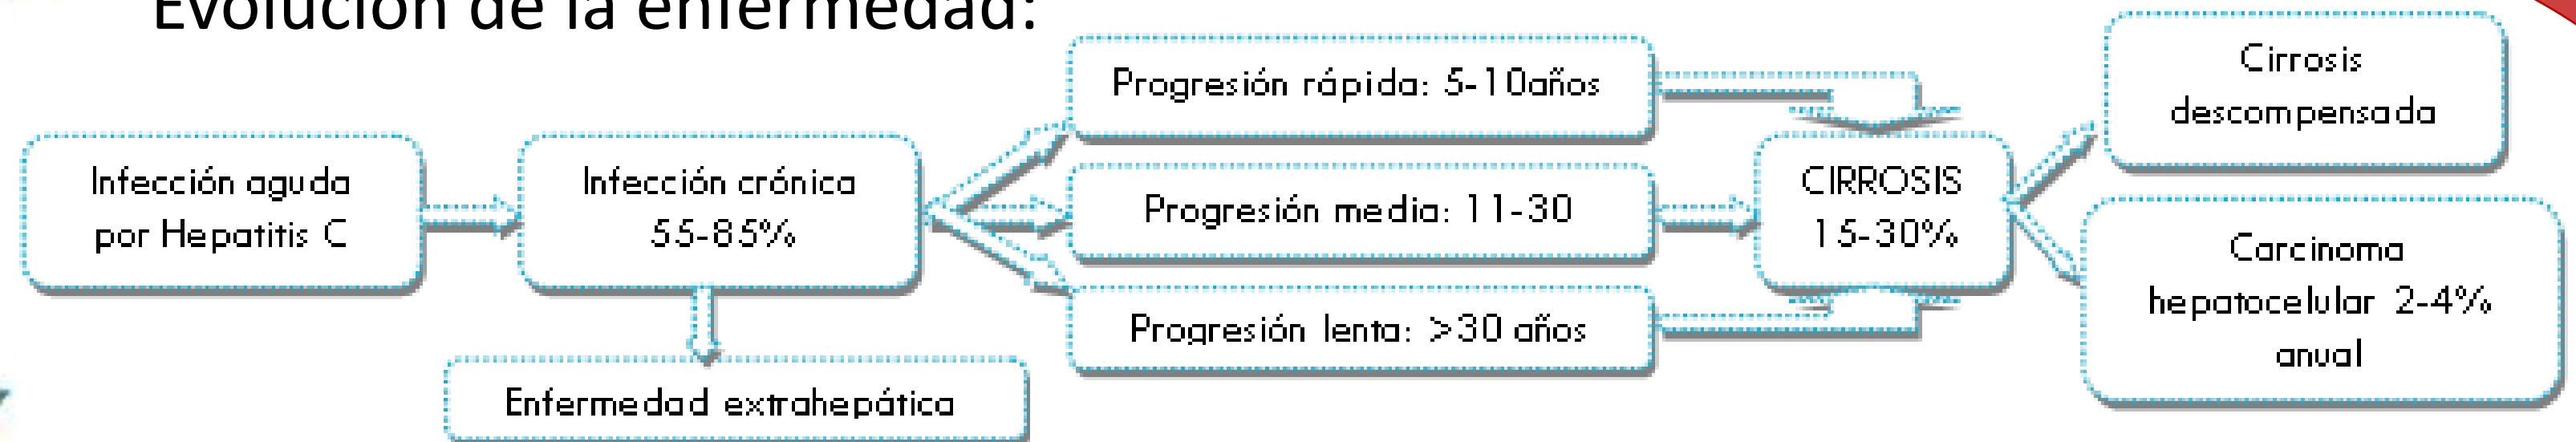 Evolución de la enfermedad:
Infección aguda
por Hepatitis C
Infección crónica
55-85%
Enfermedad extrahepática
Progresión rápida: 5-10años
Progresión media: 11-30
Progresión lenta: >30 años
CIRROSIS
15-30%
Cirrosis
descompensada
Carcinoma
hepatocelular 2-4%
anual